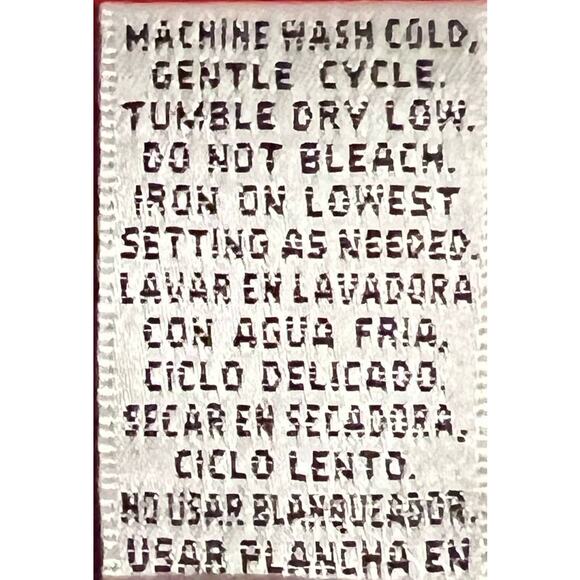 MACHINE WASH COLD,
GENTLE CYCLE.
TUMBLE DRY LOW.
DO NOT BLEACH.
IRON ON LOWEST
SETTING AS NEEDED.
LAVAR EN LAVADORA
CON AGUA FRIA,
CICLO DELICADO.
SECAR EN SECADORA,
CICLO LENTO.
NO USAR BLANQUEADOR.
USAR PLANCHA EN